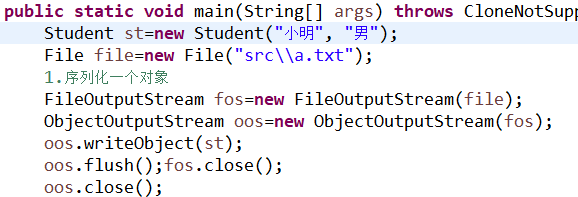 public static void main(String[] args) throws CloneNotSupp
Student st=new Student("小明", "男");
File file=new File("src\\a.txt");
1.序列化一个对象
FileOutputStream fos=new FileOutputStream(file);
ObjectOutputStream oos=new ObjectOutputStream(fos);
oos.writeObject(st);
oos.flush();fos.close();
oos.close();